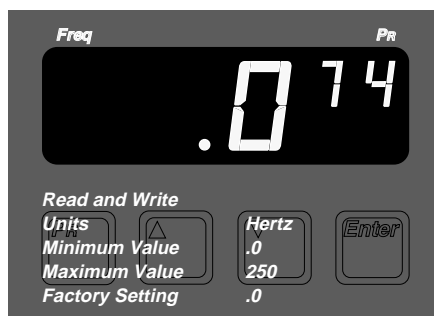 Freq PR
.0 74
Read and Write
Units Hertz
Minimum Value .0
Maximum Value 250
Factory Setting .0
PR Enter